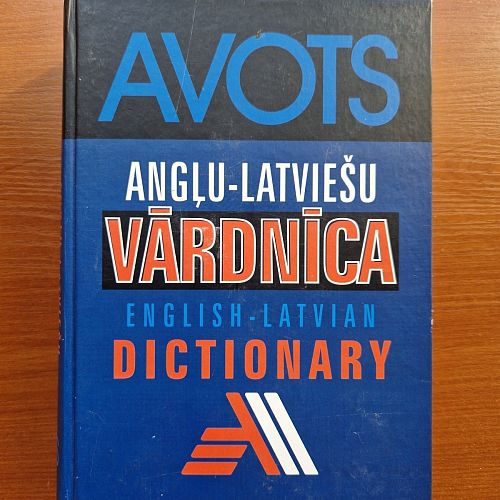 AVOTS
ANGĻU-LATVIEŠU
VĀRDNĪCA
ENGLISH-LATVIAN
DICTIONARY